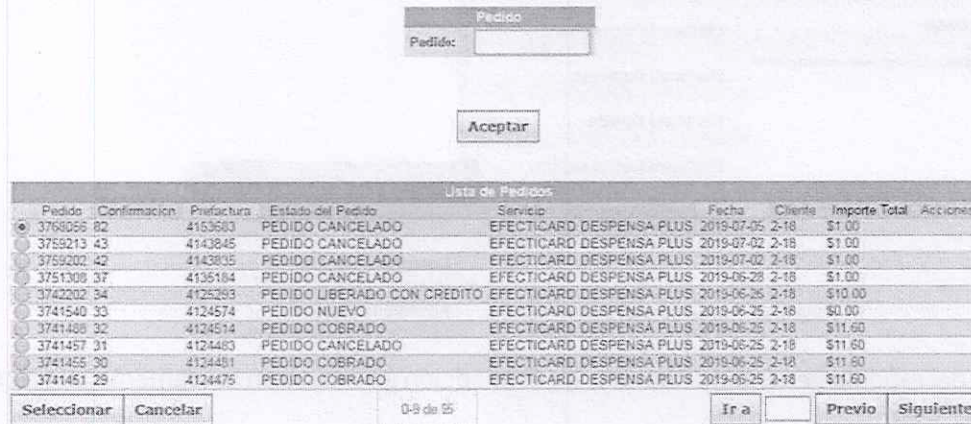 Pedido
Pedido:
Aceptar
Lista de Pedidos
Pedido Confirmacion Prefactura Estado del Pedido Servicio Fecha Cliente Importe Total Acciones
3768056 82 4153683 PEDIDO CANCELADO EFECTICARD DESPENSA PLUS 2019-07-05 2-18 $1.00
3759213 43 4143845 PEDIDO CANCELADO EFECTICARD DESPENSA PLUS 2019-07-02 2-18 $1.00
3759202 42 4143835 PEDIDO CANCELADO EFECTICARD DESPENSA PLUS 2019-07-02 2-18 $1.00
3751308 37 4135184 PEDIDO CANCELADO EFECTICARD DESPENSA PLUS 2019-06-28 2-18 $1.00
3742202 34 4125293 PEDIDO LIBERADO CON CREDITO EFECTICARD DESPENSA PLUS 2019-06-26 2-18 $10.00
3741540 33 4124574 PEDIDO NUEVO EFECTICARD DESPENSA PLUS 2019-06-25 2-18 $0.00
3741488 32 4124514 PEDIDO COBRADO EFECTICARD DESPENSA PLUS 2019-06-25 2-18 $11.60
3741457 31 4124483 PEDIDO CANCELADO EFECTICARD DESPENSA PLUS 2019-06-25 2-18 $11.60
3741455 30 4124481 PEDIDO COBRADO EFECTICARD DESPENSA PLUS 2019-06-25 2-18 $11.60
3741451 29 4124475 PEDIDO COBRADO EFECTICARD DESPENSA PLUS 2019-06-25 2-18 $11.60
Seleccionar Cancelar 0-9 de 95 Ir a Previo Siguiente